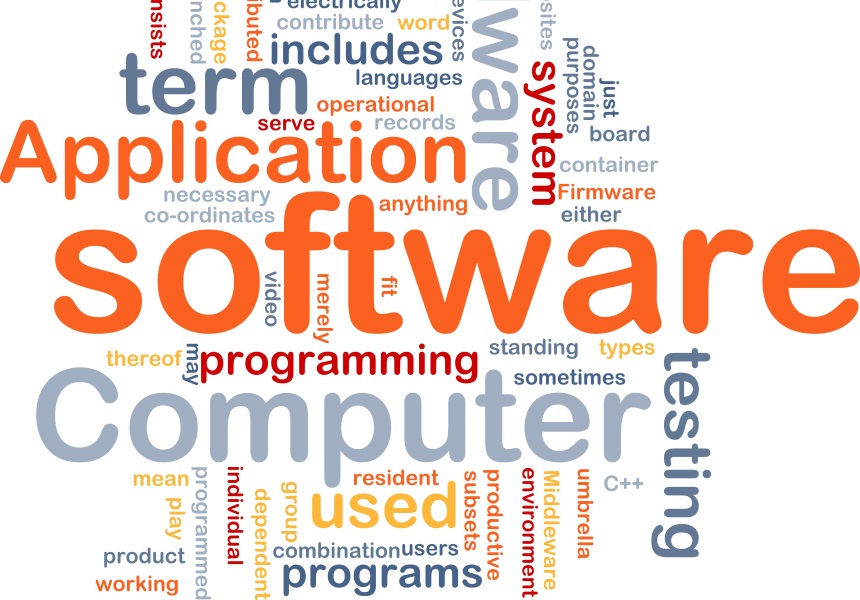 electrically
contribute word
includes
languages
term
operational
serve records
Application
system
domain
purposes
just
board
container
necessary
Firmware
co-ordinates
anything
either
ware
software
video
merely
fit
thereof
may
programming
standing types
sometimes
Computer
testing
mean
play
programmed
individual
dependent
group
resident
used
subsets
productive
environment
Middleware
umbrella
C++
product
combination users
working
programs